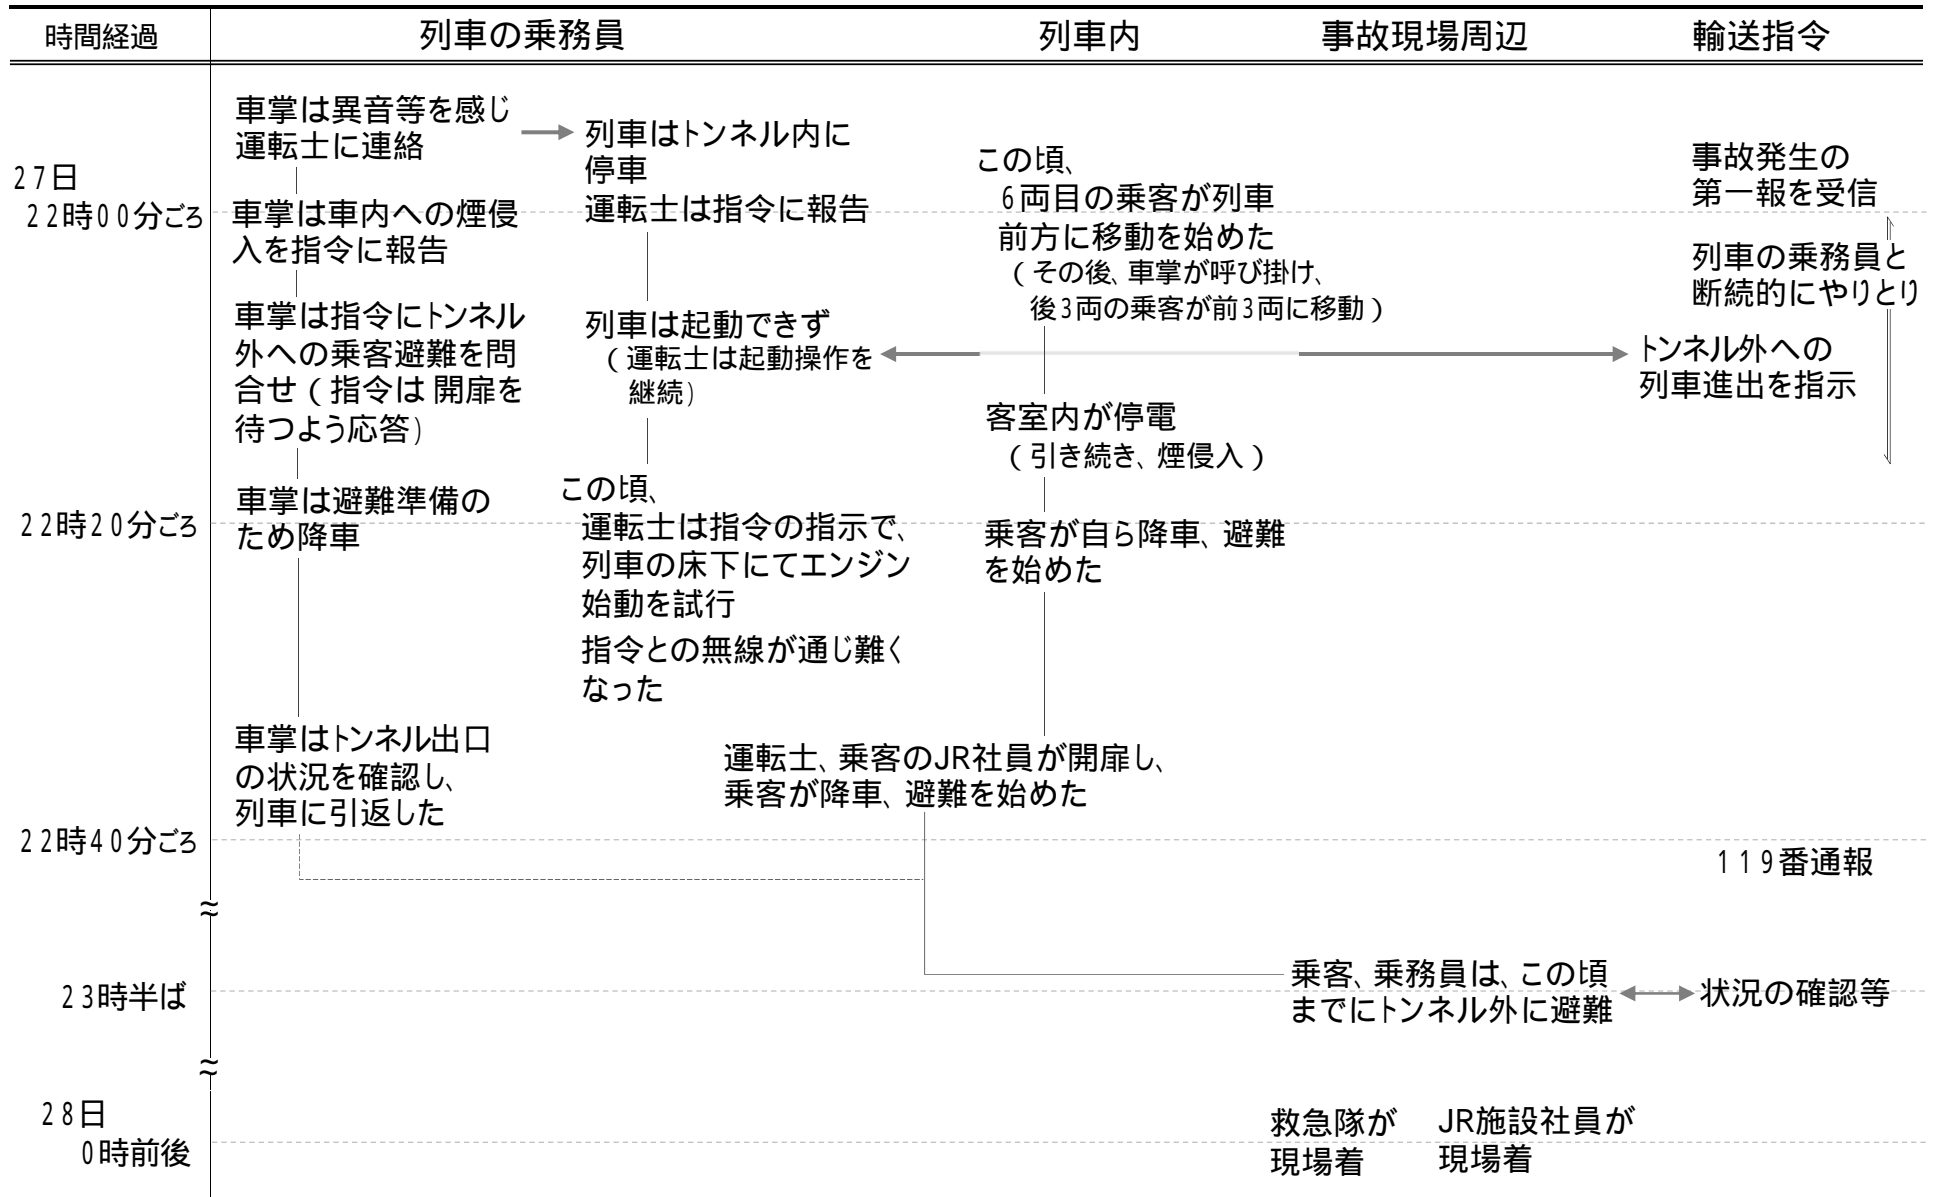 時間経過
列車の乗務員
列車内
事故現場周辺
輸送指令
27日
22時00分ごろ
車掌は異音等を感じ
運転士に連絡
車掌は車内への煙侵
入を指令に報告
車掌は指令にトンネル
外への乗客避難を問
合せ(指令は 開扉を
待つよう応答)
列車はトンネル内に
停車
運転士は指令に報告
列車は起動できず
(運転士は起動操作を
継続)
この頃、
6両目の乗客が列車
前方に移動を始めた
(その後、車掌が呼び掛け、
後3両の乗客が前3両に移動)
客室内が停電
(引き続き、煙侵入)
事故発生の
第一報を受信
列車の乗務員と
断続的にやりとり
トンネル外への
列車進出を指示
22時20分ごろ
車掌は避難準備の
ため降車
この頃、
運転士は指令の指示で、
列車の床下にてエンジン
始動を試行
指令との無線が通じ難く
なった
乗客が自ら降車、避難
を始めた
車掌はトンネル出口
の状況を確認し、
列車に引返した
運転士、乗客のJR社員が開扉し、
乗客が降車、避難を始めた
22時40分ごろ
119番通報
23時半ば
乗客、乗務員は、この頃
までにトンネル外に避難
状況の確認等
28日
0時前後
救急隊が
現場着
JR施設社員が
現場着